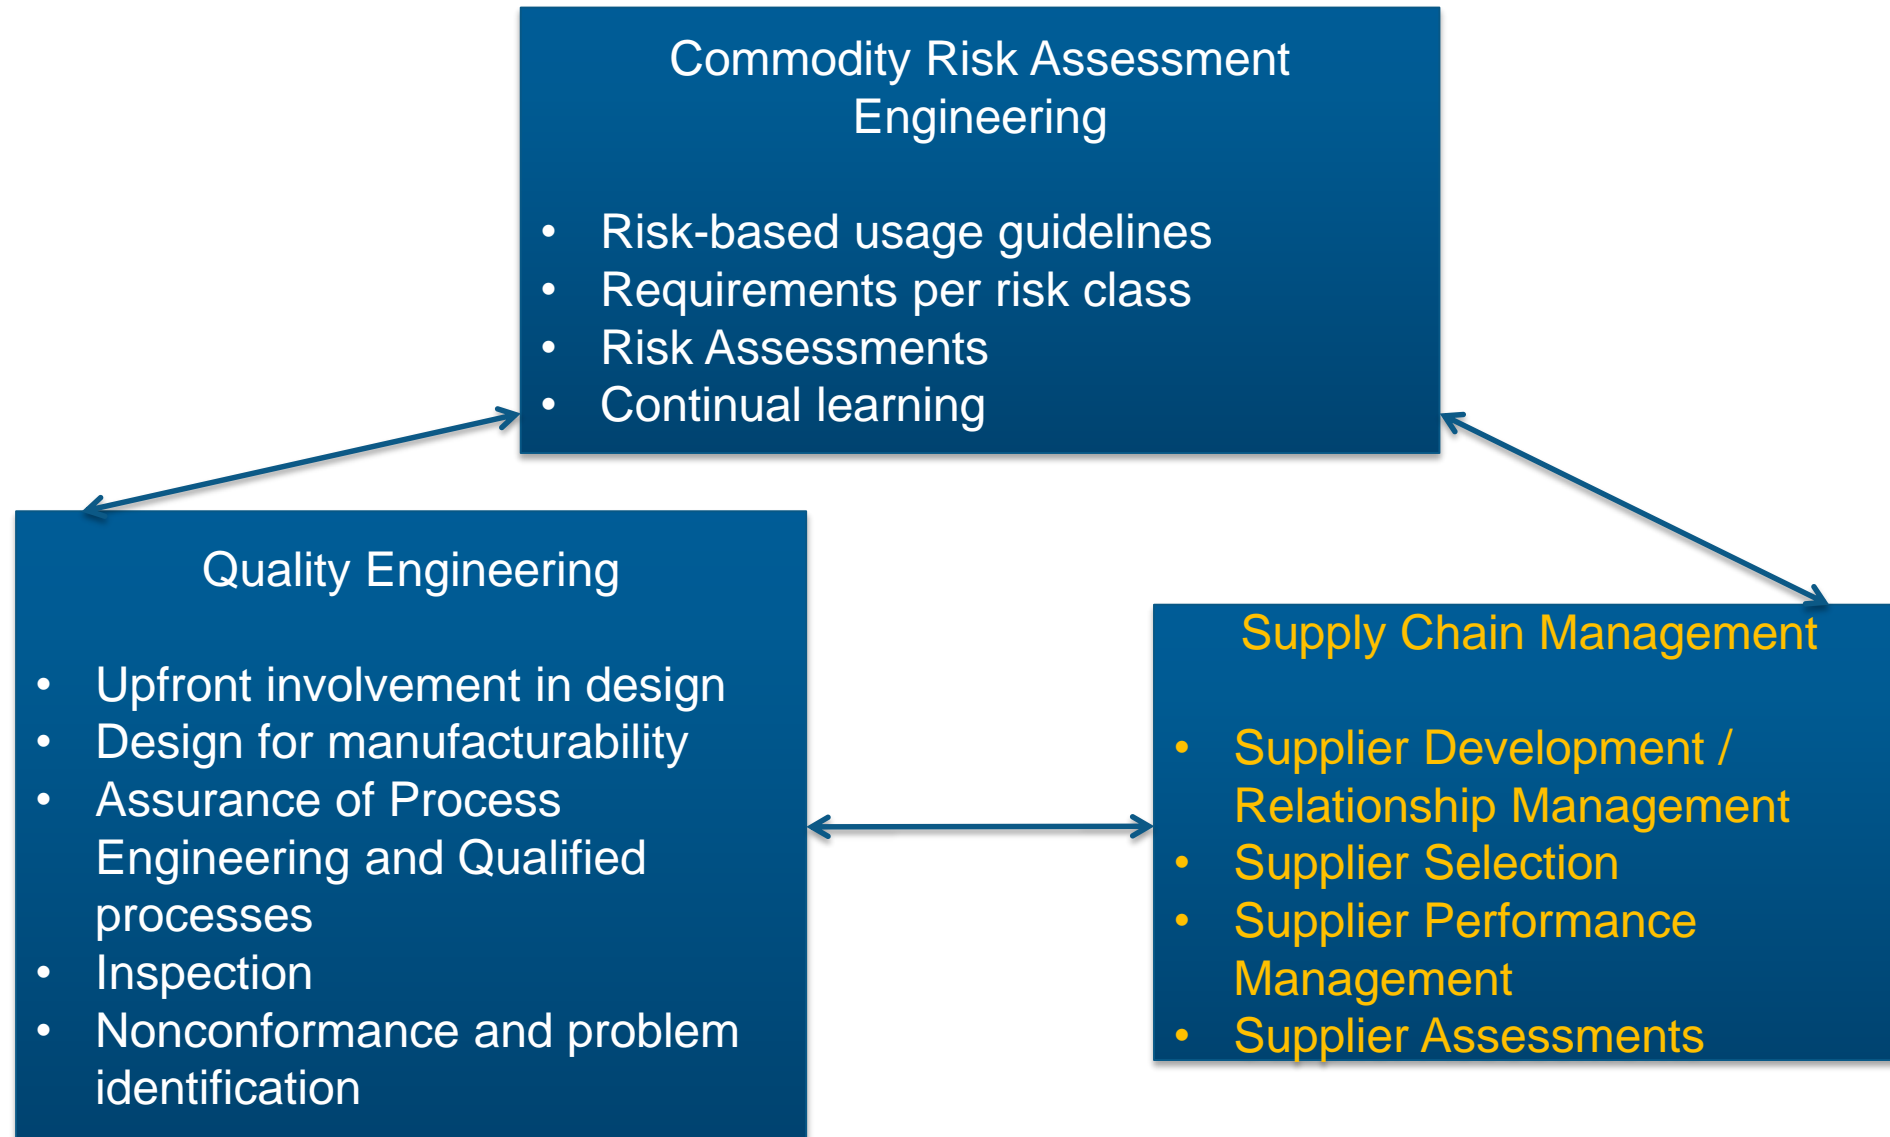 Commodity Risk Assessment
Engineering
• Risk-based usage guidelines
• Requirements per risk class
• Risk Assessments
• Continual learning
Quality Engineering
• Upfront involvement in design
• Design for manufacturability
• Assurance of Process
Engineering and Qualified
processes
• Inspection
• Nonconformance and problem
identification
Supply Chain Management
• Supplier Development /
Relationship Management
• Supplier Selection
• Supplier Performance
Management
• Supplier Assessments